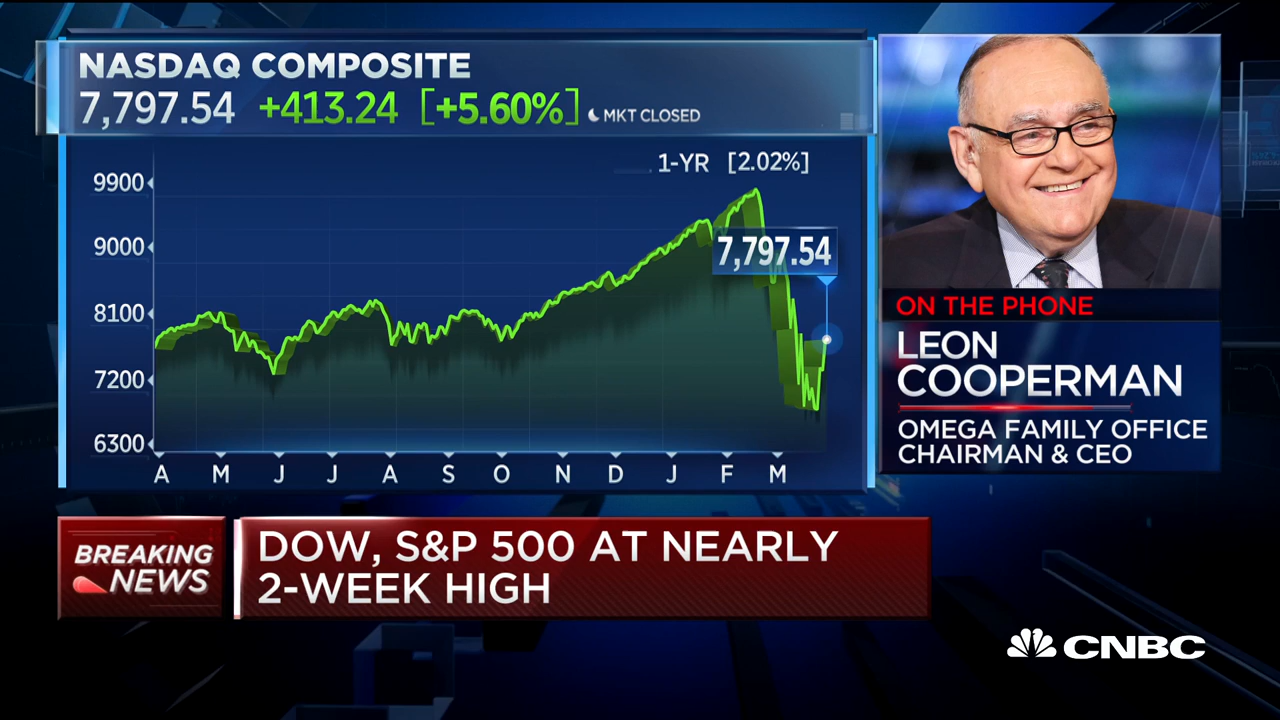 NASDAQ COMPOSITE
7,797.54 +413.24 [+5.60%] MKT CLOSED
1-YR [2.02%]
9900
9000
8100
7200
6300
7,797.54
A M J J A S O N D J F M
ON THE PHONE
LEON
COOPERMAN
OMEGA FAMILY OFFICE
CHAIRMAN & CEO
BREAKING
NEWS
DOW, S&P 500 AT NEARLY
2-WEEK HIGH
CNBC